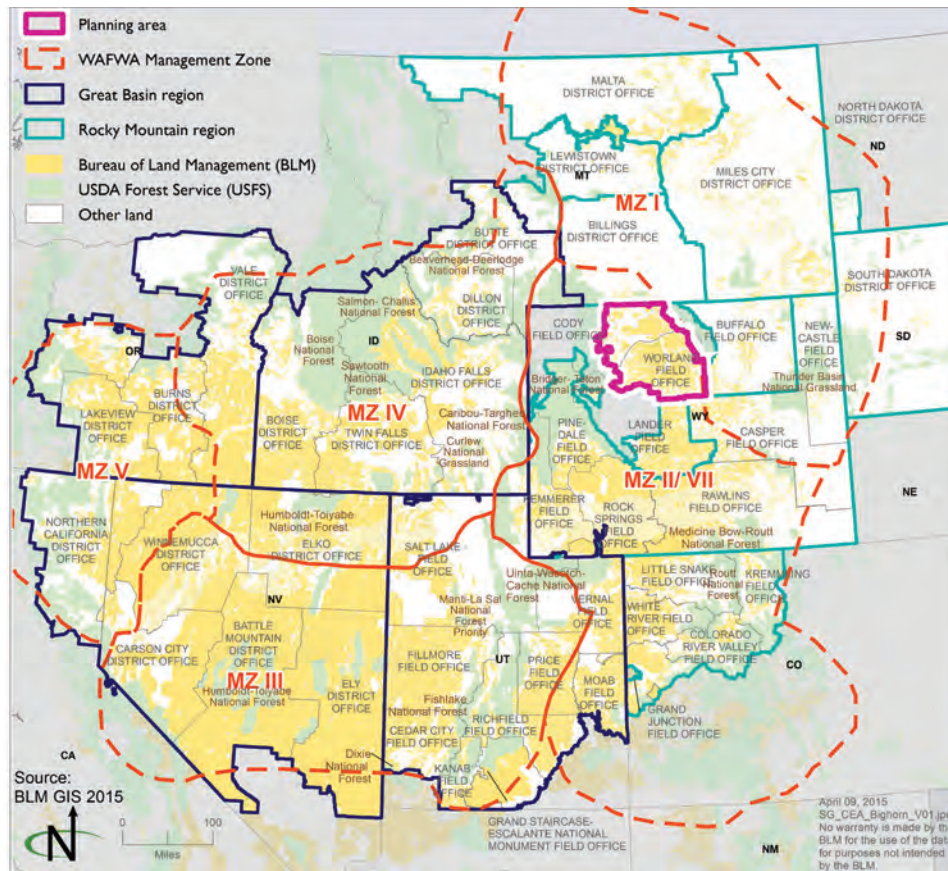 Planning area
WAFWA Management Zone
Great Basin region
Rocky Mountain region
Bureau of Land Management (BLM)
USDA Forest Service (USFS)
Other land
MALTA
DISTRICT OFFICE
NORTH DAKOTA
DISTRICT OFFICE
ND
LEWISTOWN
DISTRICT OFFICE
MT
MILES CITY
DISTRICT OFFICE
MZ I
BILLINGS
DISTRICT OFFICE
BUTTE
DISTRICT OFFICE
Beaverhead-Deerlodge
National Forest
VALE
DISTRICT
OFFICE
SOUTH DAKOTA
DISTRICT OFFICE
SD
Salmon- Challis
National Forest
DILLON
DISTRICT
OFFICE
CODY
FIELD OFFICE
BUFFALO
FIELD OFFICE
NEW-
CASTLE
FIELD
OFFICE
OR
Boise
National
Forest
ID
Sawtooth
National
Forest
IDAHO FALLS
DISTRICT OFFICE
WORLAND
FIELD
OFFICE
Thunder Basin
National Grassland
Bridger- Teton
National Forest
BURNS
DISTRICT
OFFICE
LAKEVIEW
DISTRICT
OFFICE
BOISE
DISTRICT
OFFICE
MZ IV
TWIN FALLS
DISTRICT OFFICE
Caribou-Targhee
National Forest
Curlew
National
Grassland
PINE-
DALE
FIELD
OFFICE
LANDER
FIELD
OFFICE
WY
CASPER
FIELD OFFICE
MZ V
MZ II/ VII
NE
NORTHERN
CALIFORNIA
DISTRICT
OFFICE
WINNEMUCCA
DISTRICT
OFFICE
Humboldt-Toiyabe
National Forest
ELKO
DISTRICT OFFICE
SALT LAKE
FIELD
OFFICE
KEMMERER
FIELD
OFFICE
ROCK
SPRINGS
FIELD
OFFICE
RAWLINS
FIELD OFFICE
Medicine Bow-Routt
National Forest
Uinta-Wasatch-
Cache National
Forest
LITTLE SNAKE
FIELD OFFICE
Routt
National
Forest
KREMMLING
FIELD
OFFICE
NV
Manti-La Sal
National
Forest
Priority
VERNAL
FIELD
OFFICE
WHITE
RIVER FIELD
OFFICE
BATTLE
MOUNTAIN
DISTRICT
OFFICE
CARSON CITY
DISTRICT OFFICE
COLORADO
RIVER VALLEY
FIELD OFFICE
CO
FILLMORE
FIELD OFFICE
UT
PRICE
FIELD
OFFICE
MOAB
FIELD
OFFICE
MZ III
Humboldt-Toiyabe
National Forest
ELY
DISTRICT
OFFICE
Fishlake
National Forest
RICHFIELD
FIELD OFFICE
GRAND
JUNCTION
FIELD OFFICE
CEDAR CITY
FIELD OFFICE
CA
Dixie
National
Forest
KANAB
FIELD
OFFICE
Source:
BLM GIS 2015
N
0
100
Miles
GRAND STAIRCASE-
ESCALANTE NATIONAL
MONUMENT FIELD OFFICE
NM
April 09, 2015
SG_CEA_Bighorn_V01.jpg
No warranty is made by the
BLM for the use of the data
for purposes not intended
by the BLM.